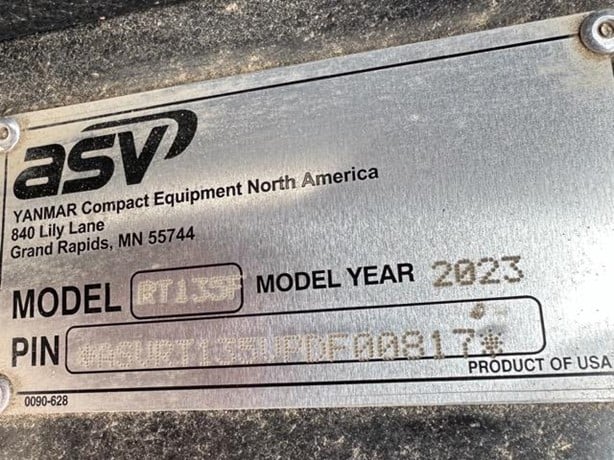 asv
YANMAR Compact Equipment North America
840 Lily Lane
Grand Rapids, MN 55744
MODEL RT135F MODEL YEAR 2023
PIN *ASVRT135VPDF00817*
PRODUCT OF USA
0090-628